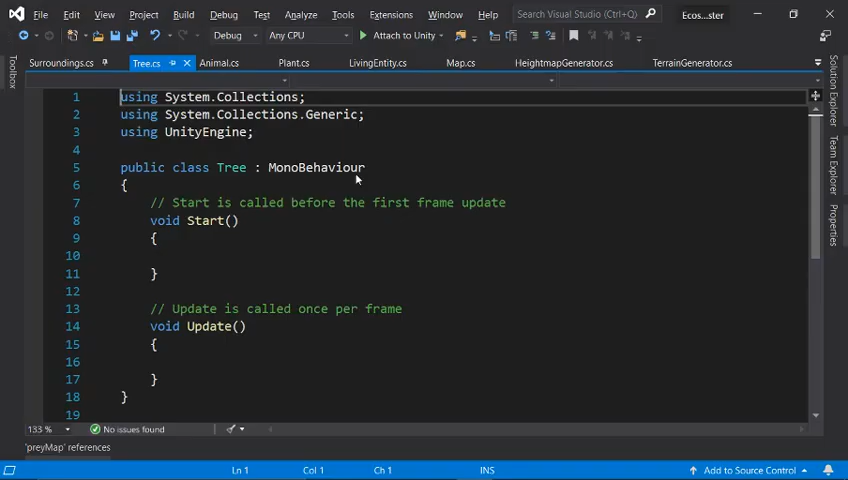 File Edit View Project Build Debug Test Analyze Tools Extensions Window Help Search Visual Studio (Ctrl+Q) Ecos...ster
Debug Any CPU Attach to Unity
Surroundings.cs Tree.cs Animal.cs Plant.cs LivingEntity.cs Map.cs HeightmapGenerator.cs TerrainGenerator.cs
Toolbox
Solution Explorer
Team Explorer
Properties
1 using System.Collections;
2 using System.Collections.Generic;
3 using UnityEngine;
4
5 public class Tree : MonoBehaviour
6 {
7 // Start is called before the first frame update
8 void Start()
9 {
10
11 }
12
13 // Update is called once per frame
14 void Update()
15 {
16
17 }
18 }
19
133 % No issues found
'preyMap' references
Ln 1 Col 1 Ch 1 INS Add to Source Control